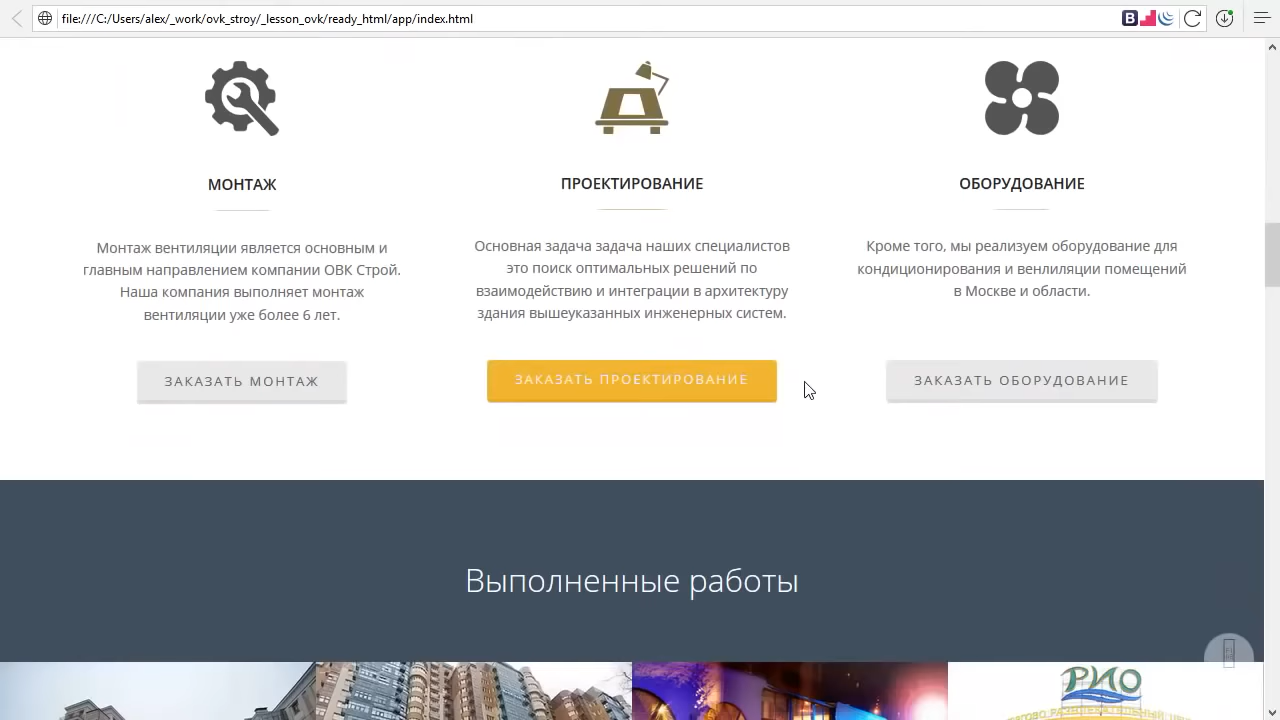 file:///C:/Users/alex/_work/ovk_stroy/_lesson_ovk/ready_html/app/index.html
B
МОНТАЖ
Монтаж вентиляции является основным и
главным направлением компании ОВК Строй.
Наша компания выполняет монтаж
вентиляции уже более 6 лет.
ЗАКАЗАТЬ МОНТАЖ
ПРОЕКТИРОВАНИЕ
Основная задача задача наших специалистов
это поиск оптимальных решений по
взаимодействию и интеграции в архитектуру
здания вышеуказанных инженерных систем.
ЗАКАЗАТЬ ПРОЕКТИРОВАНИЕ
ОБОРУДОВАНИЕ
Кроме того, мы реализуем оборудование для
кондиционирования и венлиляции помещений
в Москве и области.
ЗАКАЗАТЬ ОБОРУДОВАНИЕ
Выполненные работы
РИО